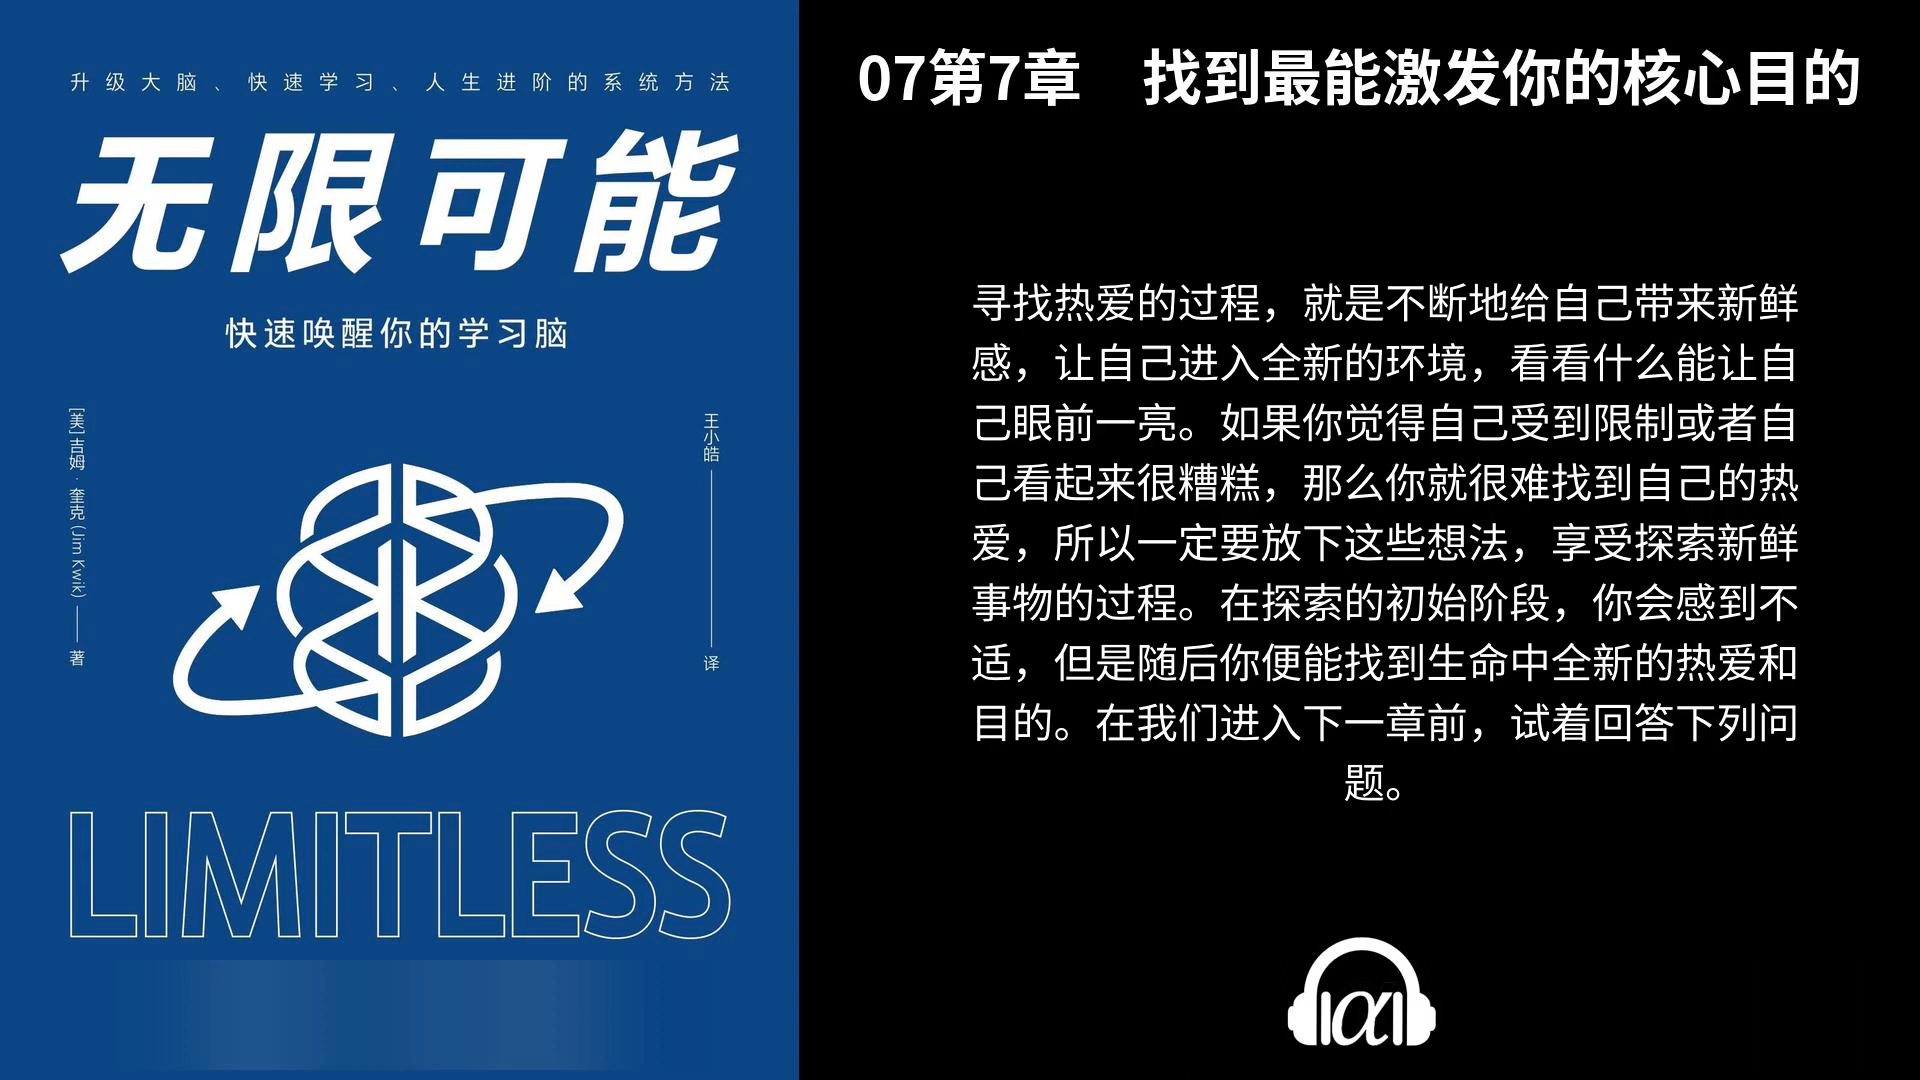 升级大脑、快速学习、人生进阶的系统方法
无限可能
快速唤醒你的学习脑
[美]吉姆·奎克(Jim Kwik)——著
王小皓——译
LIMITLESS
07第7章　找到最能激发你的核心目的
寻找热爱的过程，就是不断地给自己带来新鲜
感，让自己进入全新的环境，看看什么能让自
己眼前一亮。如果你觉得自己受到限制或者自
己看起来很糟糕，那么你就很难找到自己的热
爱，所以一定要放下这些想法，享受探索新鲜
事物的过程。在探索的初始阶段，你会感到不
适，但是随后你便能找到生命中全新的热爱和
目的。在我们进入下一章前，试着回答下列问
题。